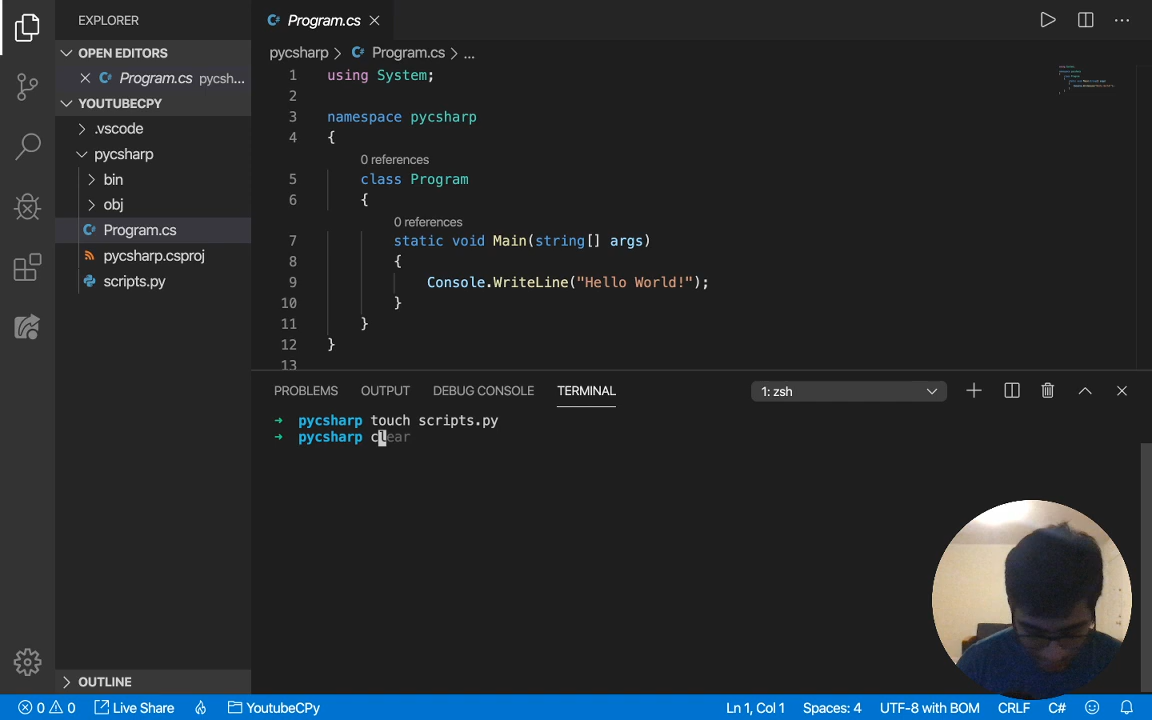 EXPLORER
OPEN EDITORS
Program.cs pycsh...
YOUTUBECPY
.vscode
pycsharp
bin
obj
Program.cs
pycsharp.csproj
scripts.py
OUTLINE
Program.cs
pycsharp > Program.cs > ...
1 using System;
2
3 namespace pycsharp
4 {
0 references
5 class Program
6 {
0 references
7 static void Main(string[] args)
8 {
9 Console.WriteLine("Hello World!");
10 }
11 }
12 }
13
PROBLEMS OUTPUT DEBUG CONSOLE TERMINAL 1: zsh
→ pycsharp touch scripts.py
→ pycsharp clear
0 0 Live Share YoutubeCPy Ln 1, Col 1 Spaces: 4 UTF-8 with BOM CRLF C#